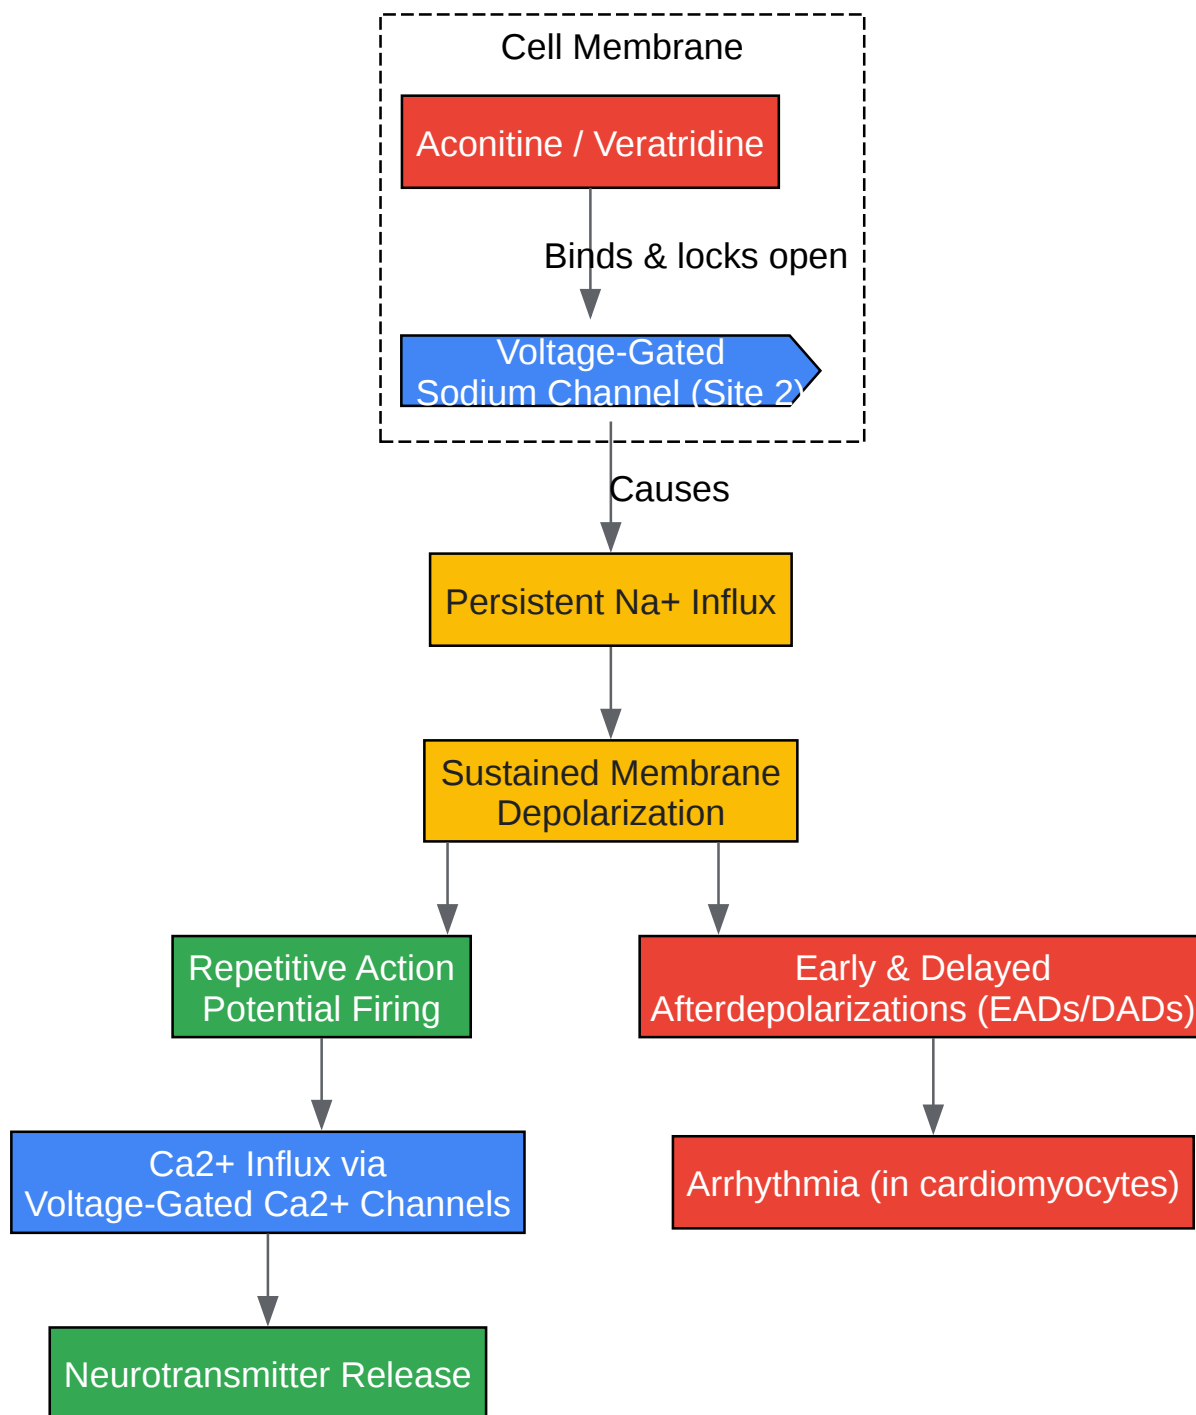 Cell Membrane
Aconitine / Veratridine
Binds & locks open
Voltage-Gated
Sodium Channel (Site 2)
Causes
Persistent Na+ Influx
Sustained Membrane
Depolarization
Repetitive Action
Potential Firing
Early & Delayed
Afterdepolarizations (EADs/DADs)
Ca2+ Influx via
Voltage-Gated Ca2+ Channels
Arrhythmia (in cardiomyocytes)
Neurotransmitter Release